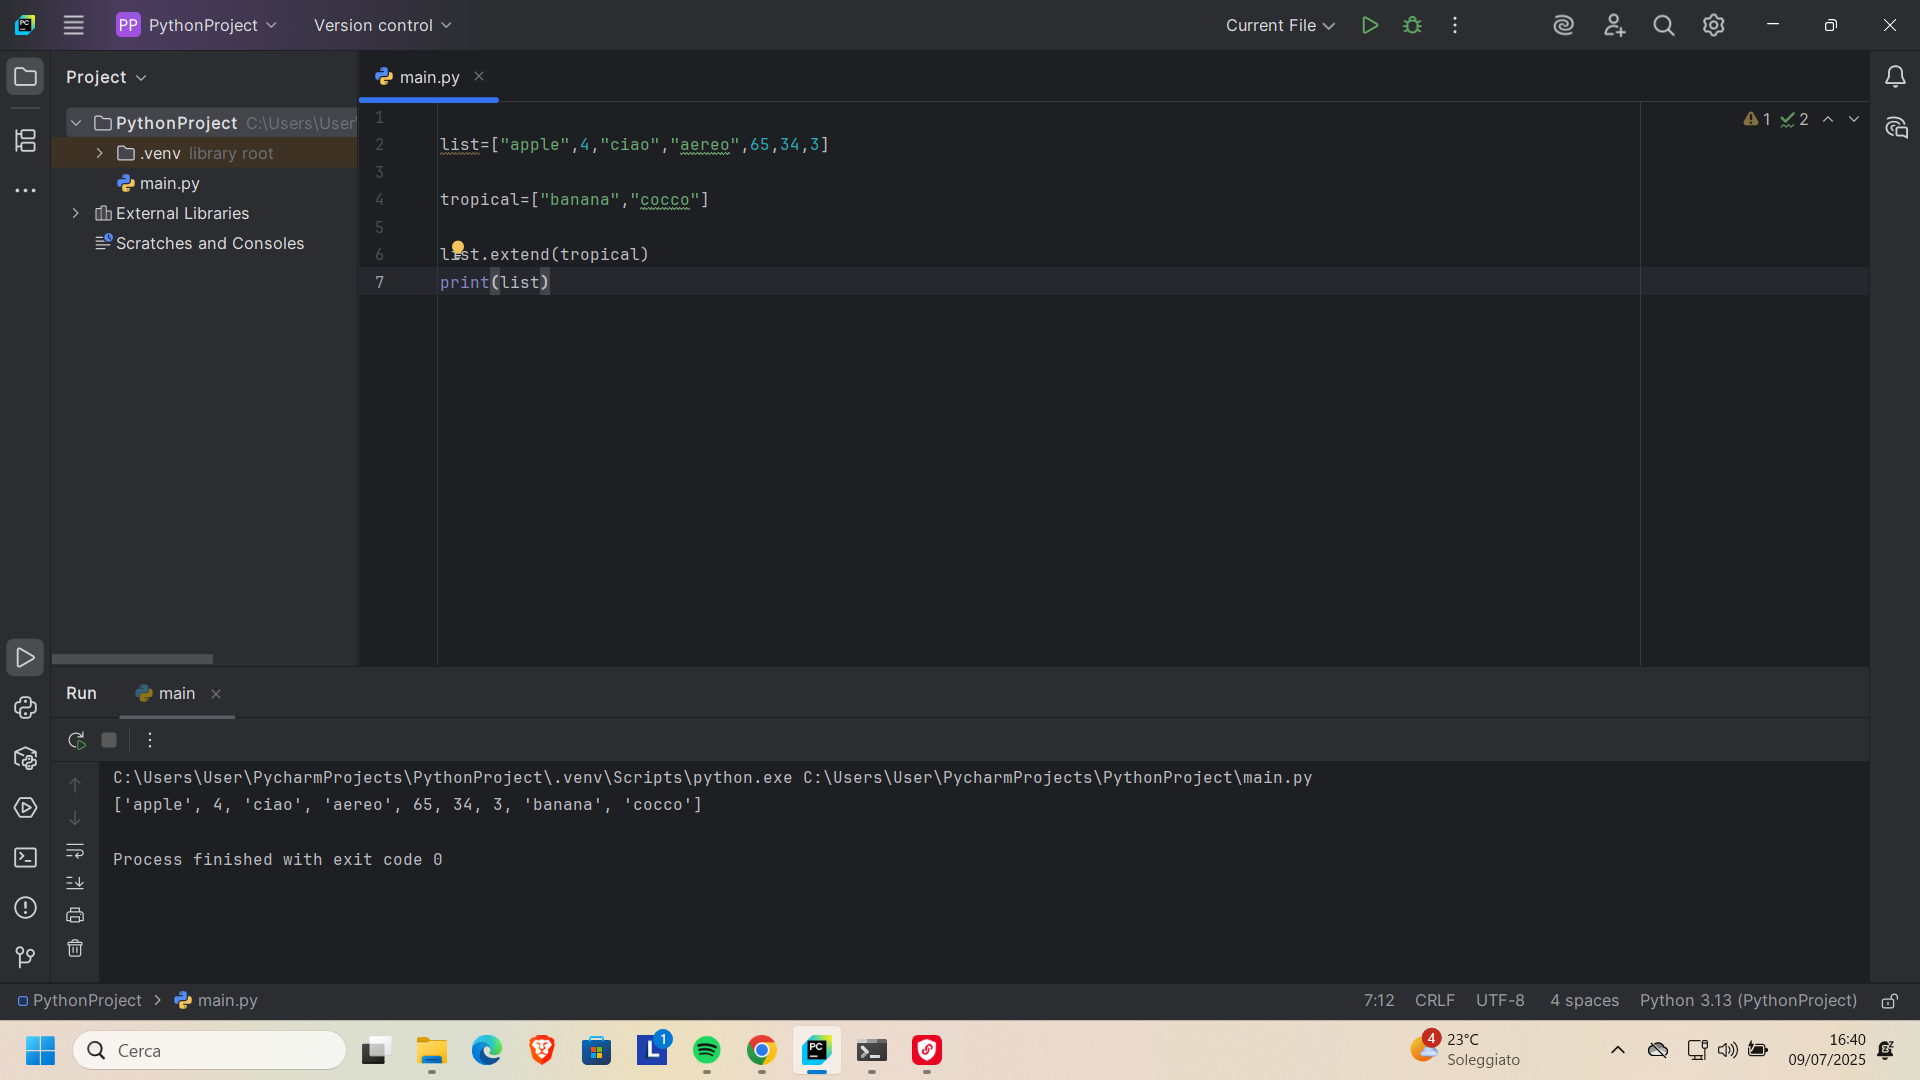 PP PythonProject Version control Current File
Project
main.py
PythonProject C:\Users\User
.venv library root
main.py
External Libraries
Scratches and Consoles
1
2 list=["apple",4,"ciao","aereo",65,34,3]
3
4 tropical=["banana","cocco"]
5
6 list.extend(tropical)
7 print(list)
1 2
Run main
C:\Users\User\PycharmProjects\PythonProject\.venv\Scripts\python.exe C:\Users\User\PycharmProjects\PythonProject\main.py
['apple', 4, 'ciao', 'aereo', 65, 34, 3, 'banana', 'cocco']
Process finished with exit code 0
PythonProject main.py 7:12 CRLF UTF-8 4 spaces Python 3.13 (PythonProject)
Cerca
L 1
PC
4 23°C
Soleggiato
16:40
09/07/2025